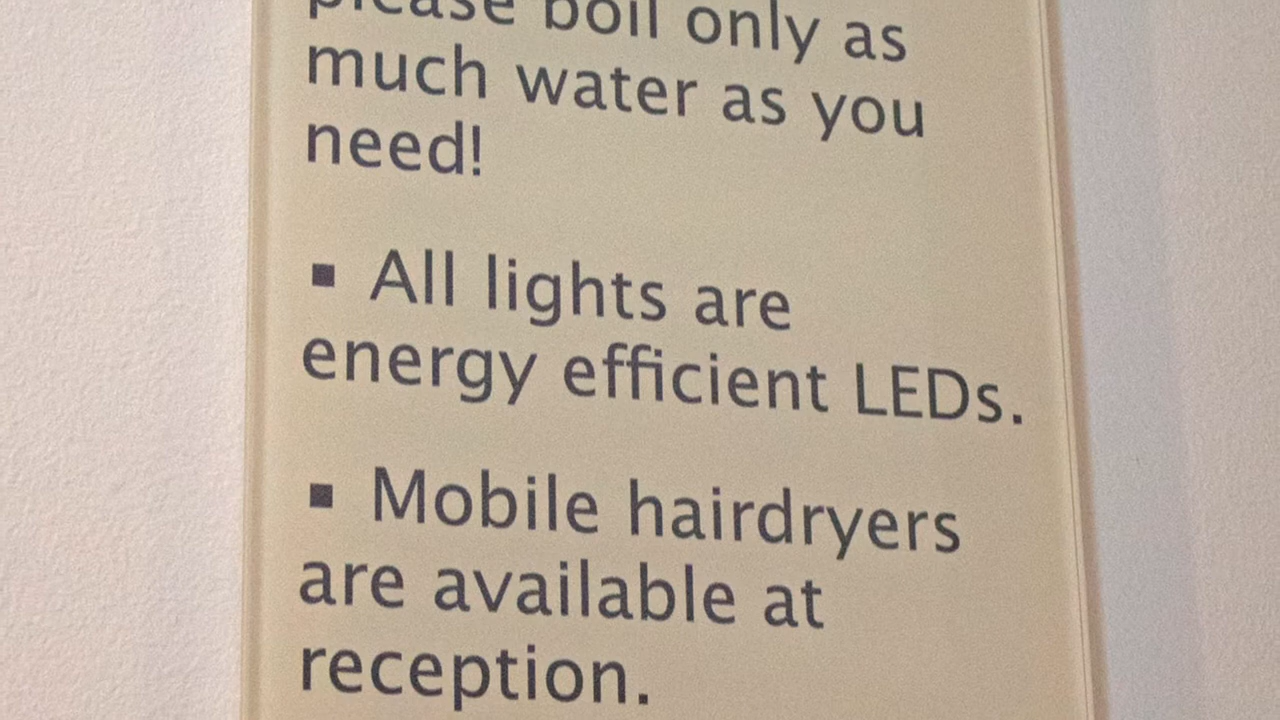 please boil only as
much water as you
need!
▪ All lights are
energy efficient LEDs.
▪ Mobile hairdryers
are available at
reception.